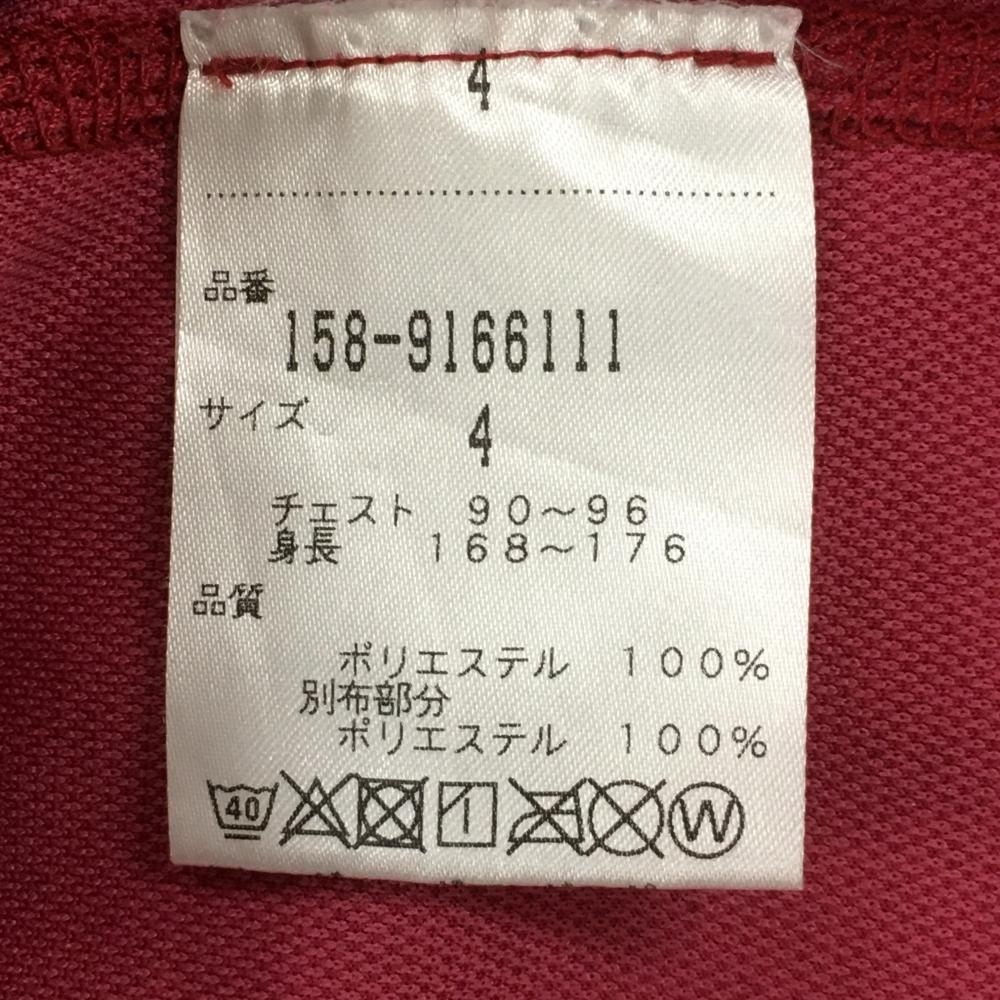 4
品番
158-9166111
サイズ
4
チェスト 90～96
身長 168～176
品質
ポリエステル 100%
別布部分
ポリエステル 100%
40 W